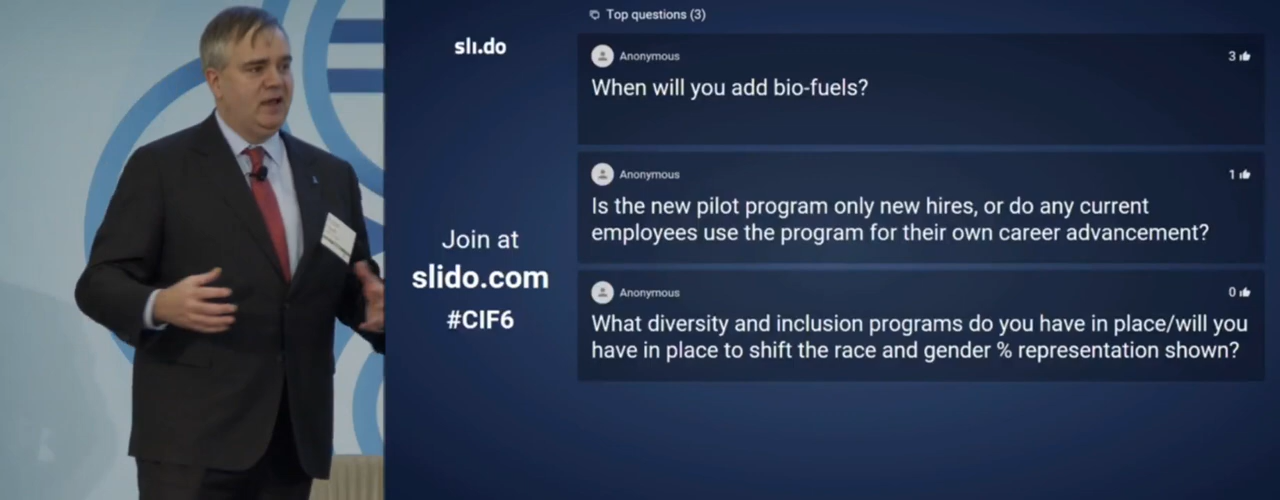 Top questions (3)
sli.do
Anonymous
3
When will you add bio-fuels?
Anonymous
1
Is the new pilot program only new hires, or do any current
employees use the program for their own career advancement?
Join at
slido.com
#CIF6
Anonymous
0
What diversity and inclusion programs do you have in place/will you
have in place to shift the race and gender % representation shown?